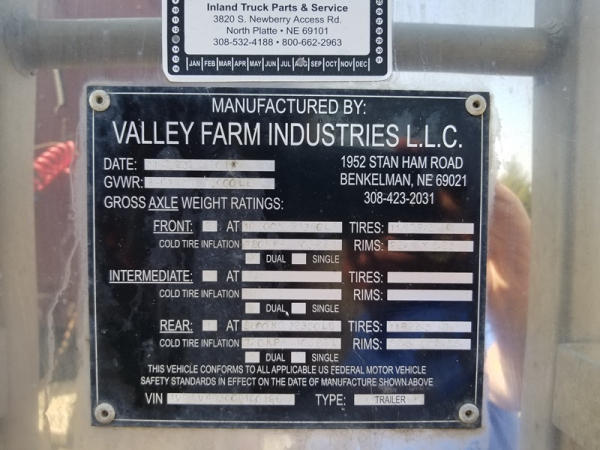 Inland Truck Parts & Service
3820 S. Newberry Access Rd.
North Platte • NE 69101
308-532-4188 • 800-662-2963
JAN FEB MAR APR MAY JUN JUL AUG SEP OCT NOV DEC
MANUFACTURED BY:
VALLEY FARM INDUSTRIES L.L.C.
DATE:
1952 STAN HAM ROAD
GVWR:
BENKELMAN, NE 69021
308-423-2031
GROSS AXLE WEIGHT RATINGS:
FRONT: AT TIRES:
COLD TIRE INFLATION RIMS:
DUAL SINGLE
INTERMEDIATE: AT TIRES:
COLD TIRE INFLATION RIMS:
DUAL SINGLE
REAR: AT TIRES:
COLD TIRE INFLATION RIMS:
DUAL SINGLE
THIS VEHICLE CONFORMS TO ALL APPLICABLE US FEDERAL MOTOR VEHICLE
SAFETY STANDARDS IN EFFECT ON THE DATE OF MANUFACTURE SHOWN ABOVE
VIN TYPE: TRAILER